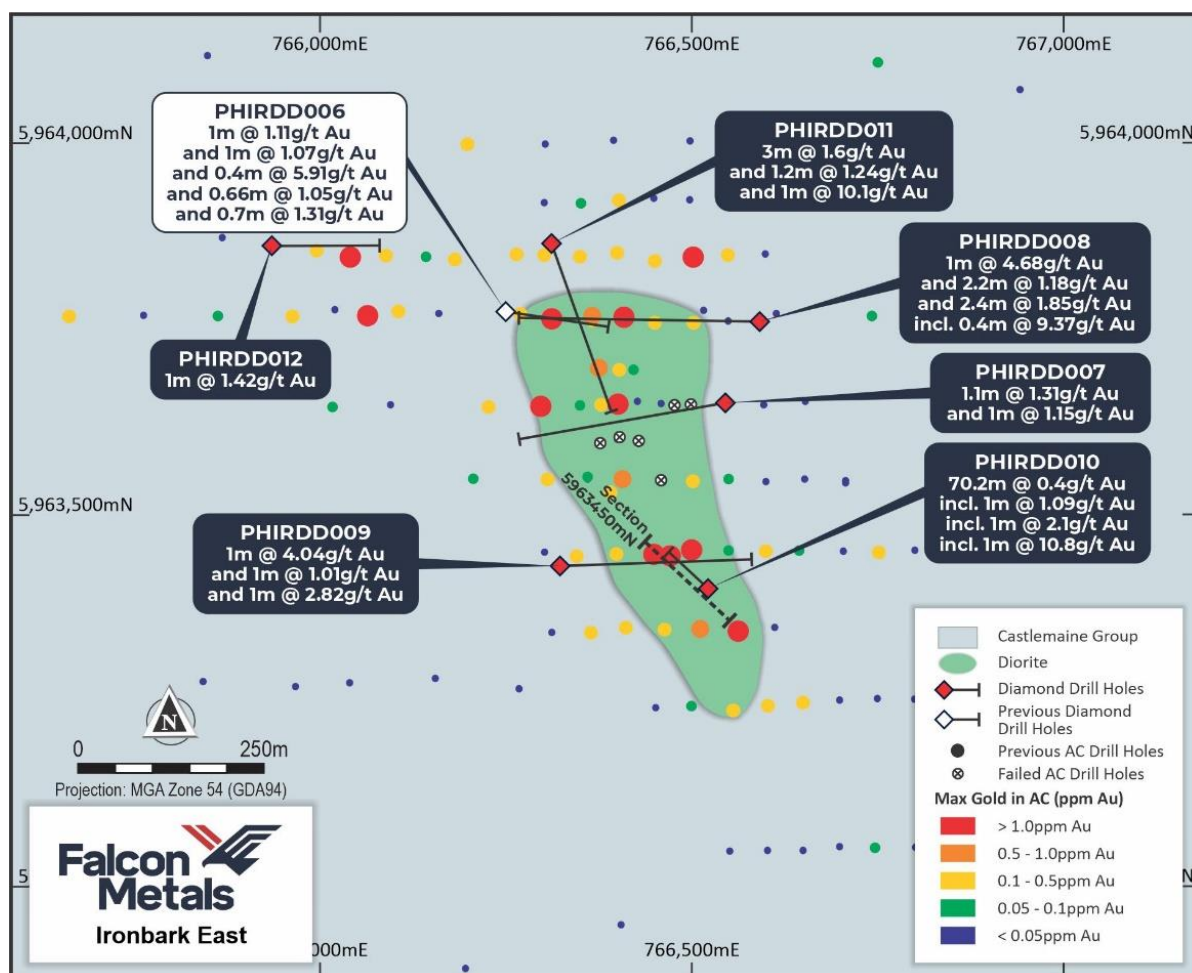 766,000mE
766,500mE
767,000mE
5,964,000mN
5,964,000mN
PHIRDD006
1m @ 1.11g/t Au
and 1m @ 1.07g/t Au
and 0.4m @ 5.91g/t Au
and 0.66m @ 1.05g/t Au
and 0.7m @ 1.31g/t Au
PHIRDD011
3m @ 1.6g/t Au
and 1.2m @ 1.24g/t Au
and 1m @ 10.1g/t Au
PHIRDD008
1m @ 4.68g/t Au
and 2.2m @ 1.18g/t Au
and 2.4m @ 1.85g/t Au
incl. 0.4m @ 9.37g/t Au
PHIRDD012
1m @ 1.42g/t Au
PHIRDD007
1.1m @ 1.31g/t Au
and 1m @ 1.15g/t Au
PHIRDD010
70.2m @ 0.4g/t Au
incl. 1m @ 1.09g/t Au
incl. 1m @ 2.1g/t Au
incl. 1m @ 10.8g/t Au
Section
5963450mN
5,963,500mN
PHIRDD009
1m @ 4.04g/t Au
and 1m @ 1.01g/t Au
and 1m @ 2.82g/t Au
N
0 250m
Projection: MGA Zone 54 (GDA94)
Falcon
Metals
Ironbark East
Castlemaine Group
Diorite
Diamond Drill Holes
Previous Diamond
Drill Holes
Previous AC Drill Holes
Failed AC Drill Holes
Max Gold in AC (ppm Au)
> 1.0ppm Au
0.5 - 1.0ppm Au
0.1 - 0.5ppm Au
0.05 - 0.1ppm Au
< 0.05ppm Au
766,500mE
767,000mE